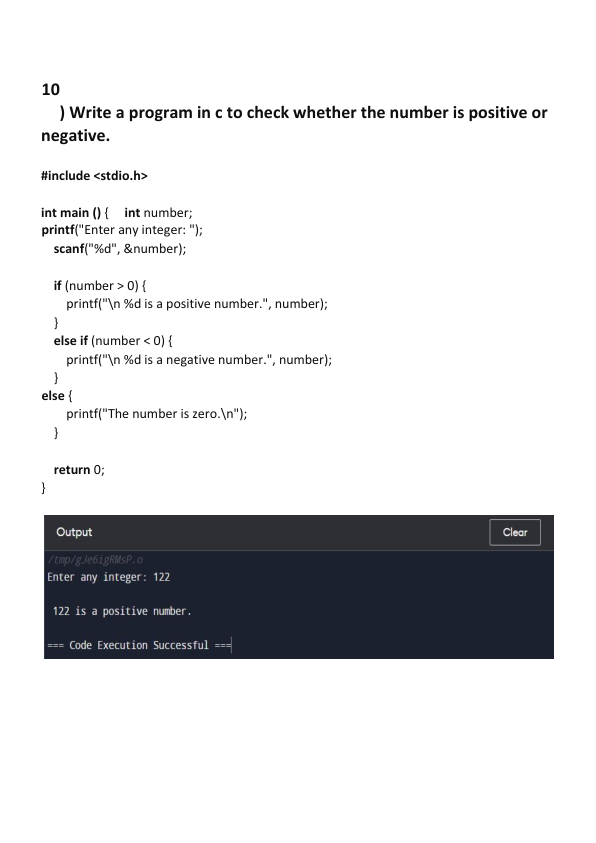 10
) Write a program in c to check whether the number is positive or
negative.
#include <stdio.h>
int main () {    int number;
printf("Enter any integer: ");
scanf("%d", &number);
if (number > 0) {
printf("\n %d is a positive number.", number);
}
else if (number < 0) {
printf("\n %d is a negative number.", number);
}
else {
printf("The number is zero.\n");
}
return 0;
}
Output Clear
/tmp/gJe6igRMsP.o
Enter any integer: 122
122 is a positive number.
=== Code Execution Successful ===